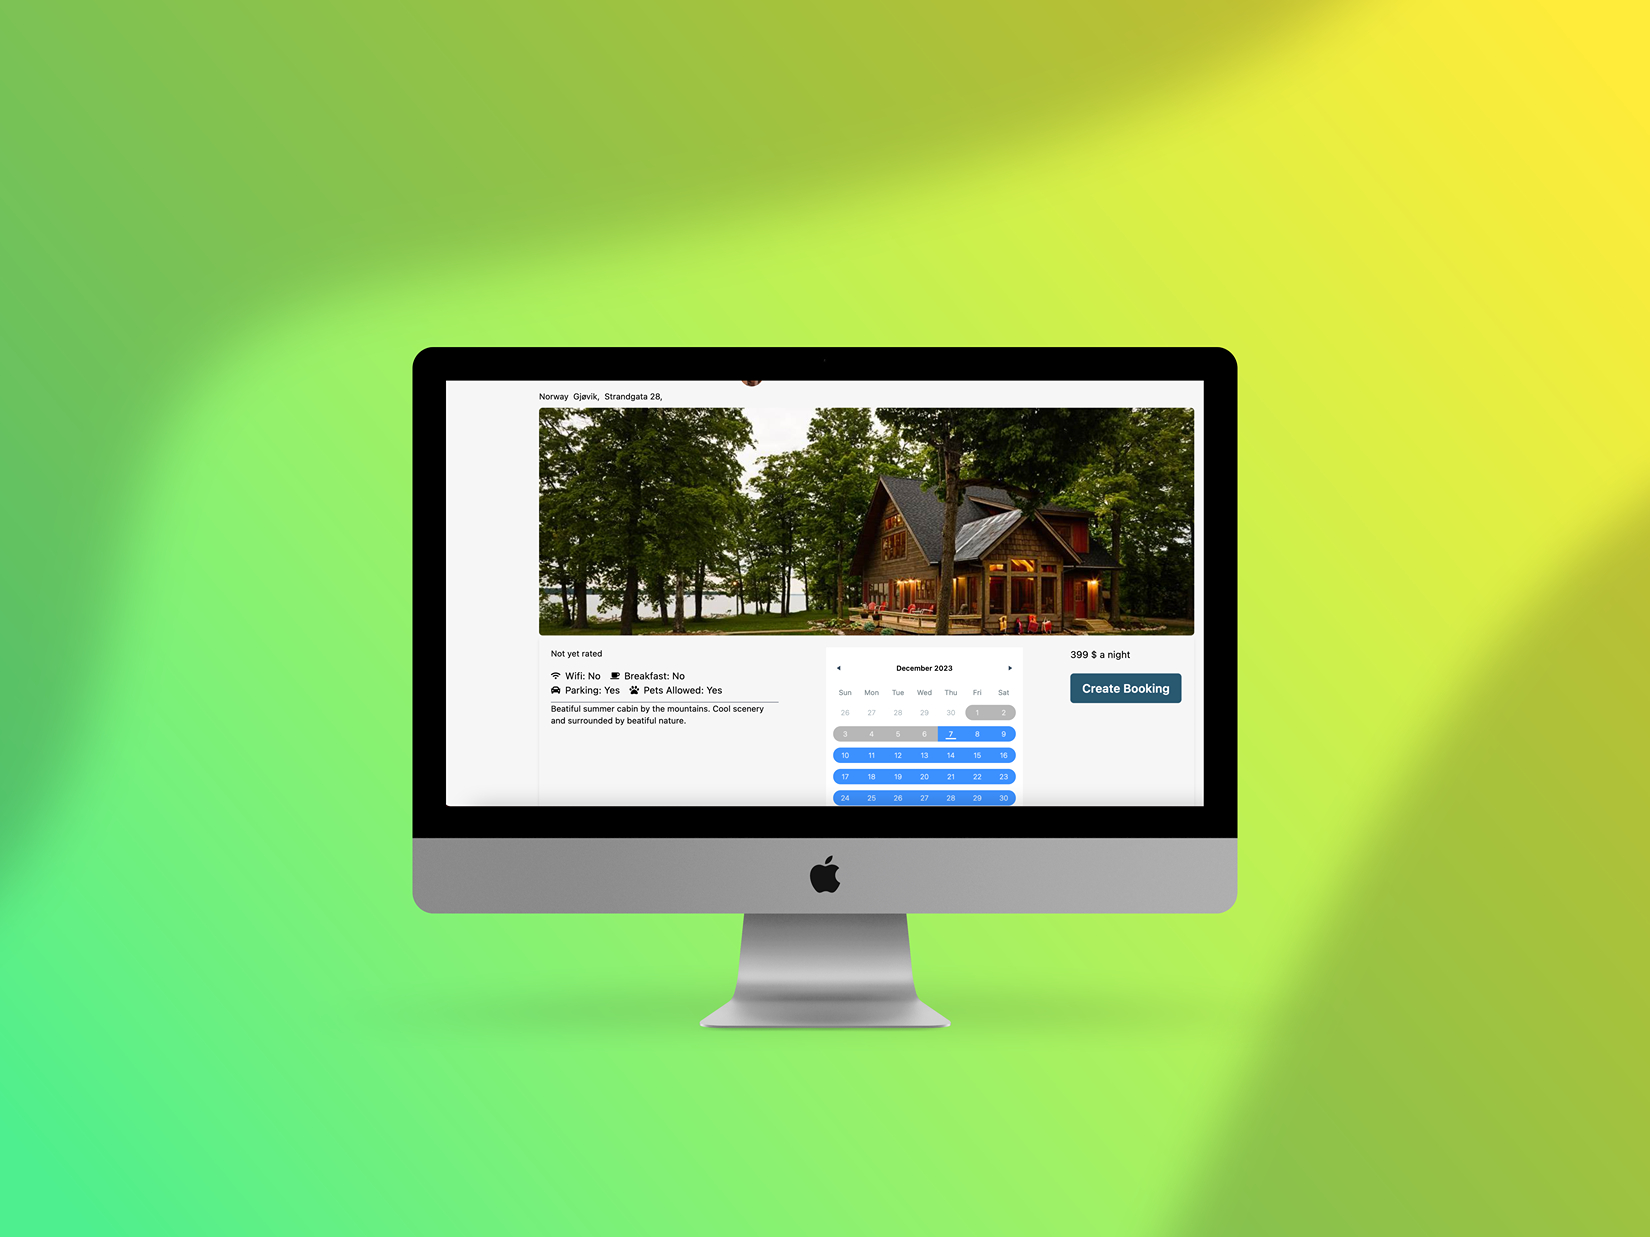 Norway Gjøvik, Strandgata 28,
Not yet rated
Wifi: No Breakfast: No
Parking: Yes Pets Allowed: Yes
Beatiful summer cabin by the mountains. Cool scenery
and surrounded by beatiful nature.
December 2023
Sun Mon Tue Wed Thu Fri Sat
26 27 28 29 30 1 2
3 4 5 6 7 8 9
10 11 12 13 14 15 16
17 18 19 20 21 22 23
24 25 26 27 28 29 30
399 $ a night
Create Booking